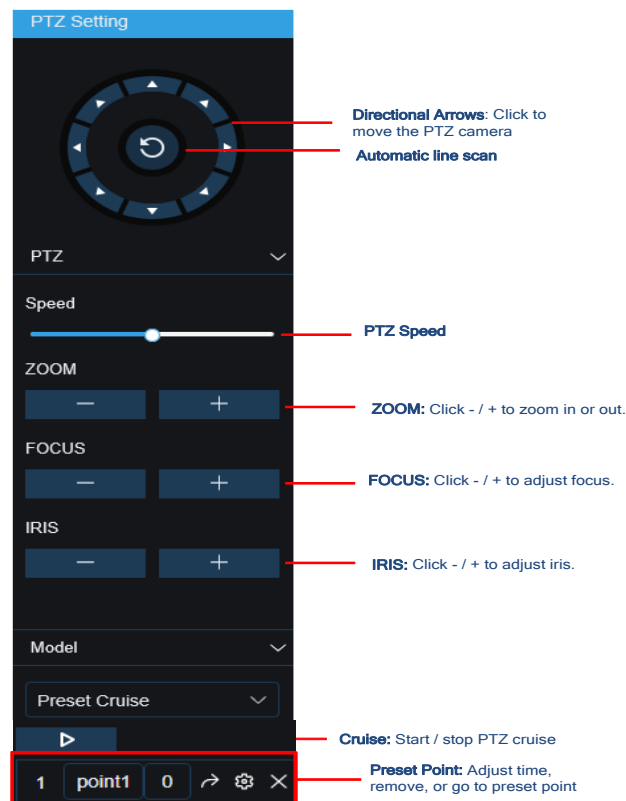 PTZ Setting
Directional Arrows: Click to
move the PTZ camera
Automatic line scan
PTZ
Speed
PTZ Speed
ZOOM
— +
ZOOM: Click - / + to zoom in or out.
FOCUS
— +
FOCUS: Click - / + to adjust focus.
IRIS
— +
IRIS: Click - / + to adjust iris.
Model
Preset Cruise
Cruise: Start / stop PTZ cruise
1 point1 0
Preset Point: Adjust time,
remove, or go to preset point